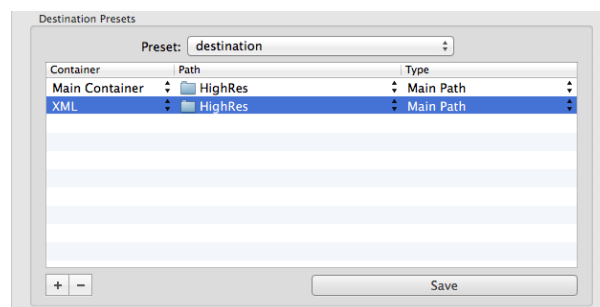 Destination Presets
Preset: destination
Container Path Type
Main Container HighRes Main Path
XML HighRes Main Path
+ − Save